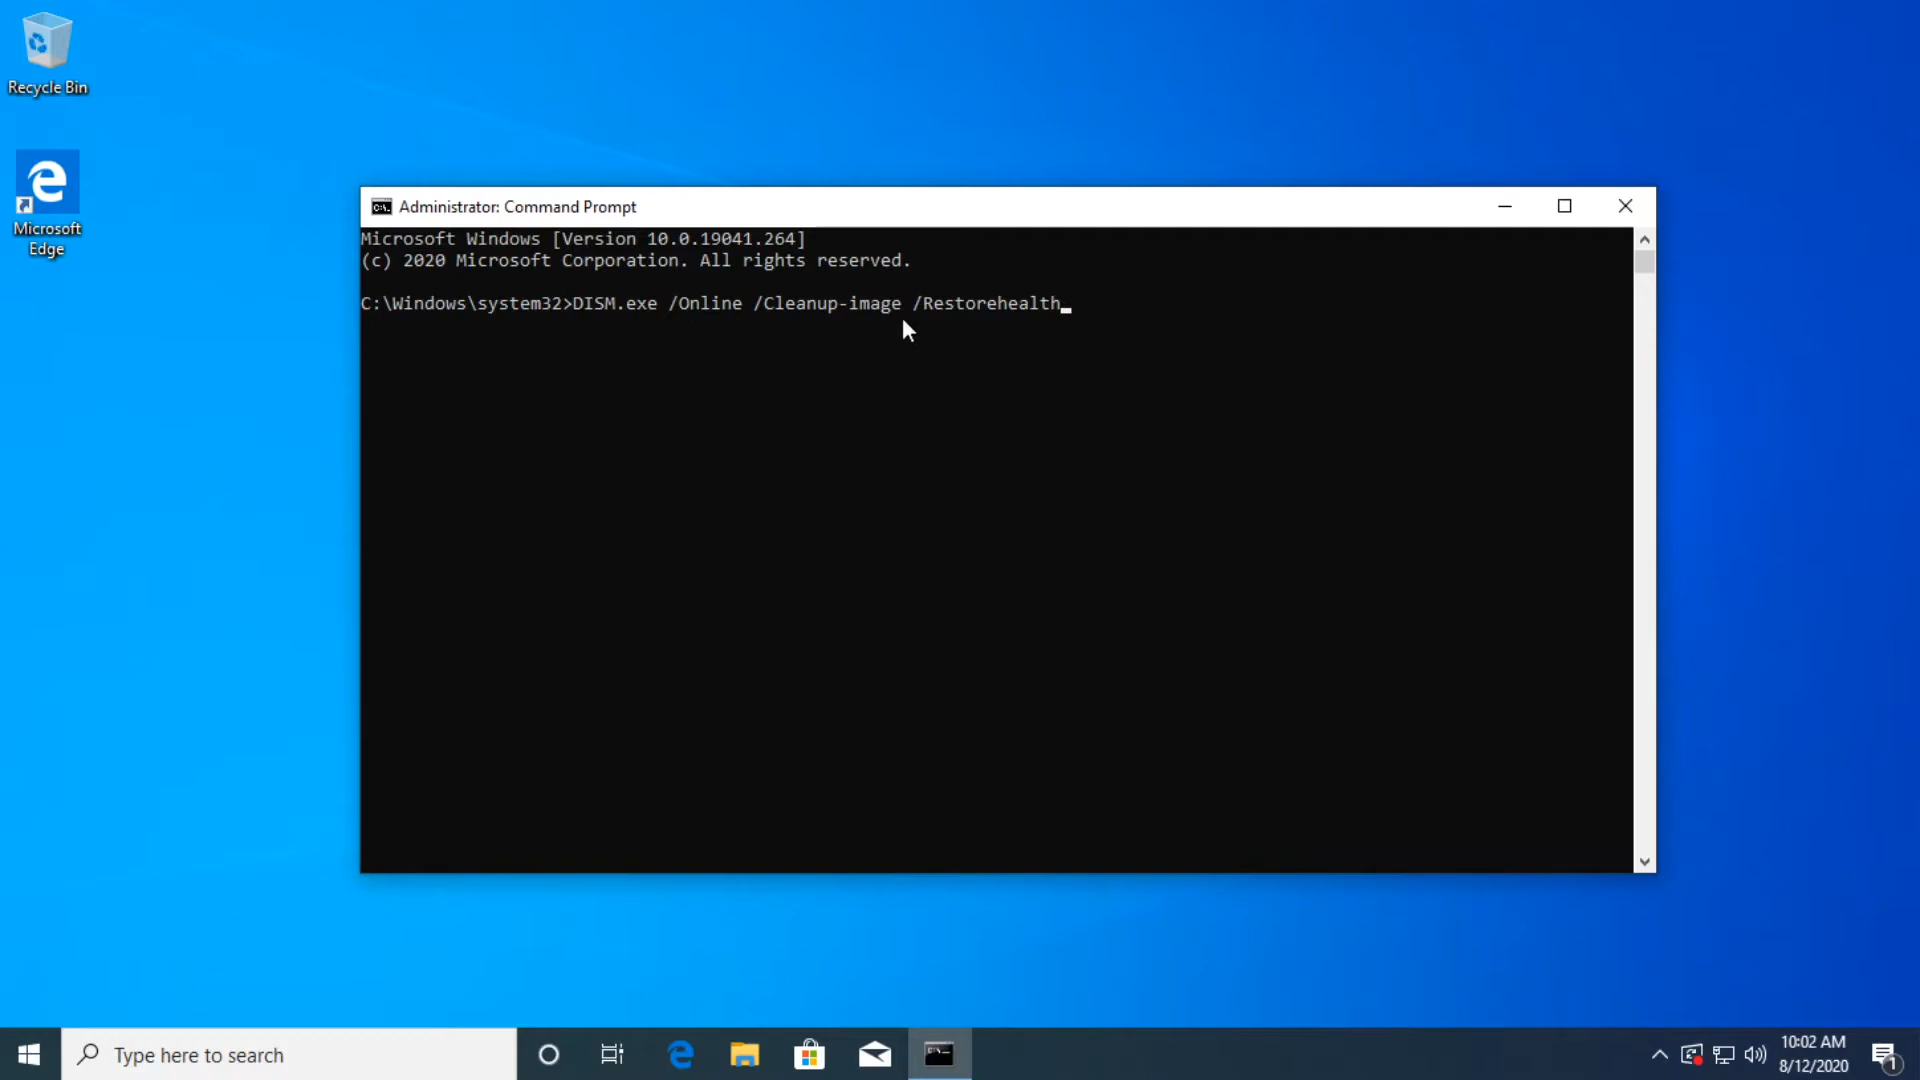 Recycle Bin
Microsoft
Edge
Administrator: Command Prompt
Microsoft Windows [Version 10.0.19041.264]
(c) 2020 Microsoft Corporation. All rights reserved.
C:\Windows\system32>DISM.exe /Online /Cleanup-image /Restorehealth
Type here to search
10:02 AM
8/12/2020
1